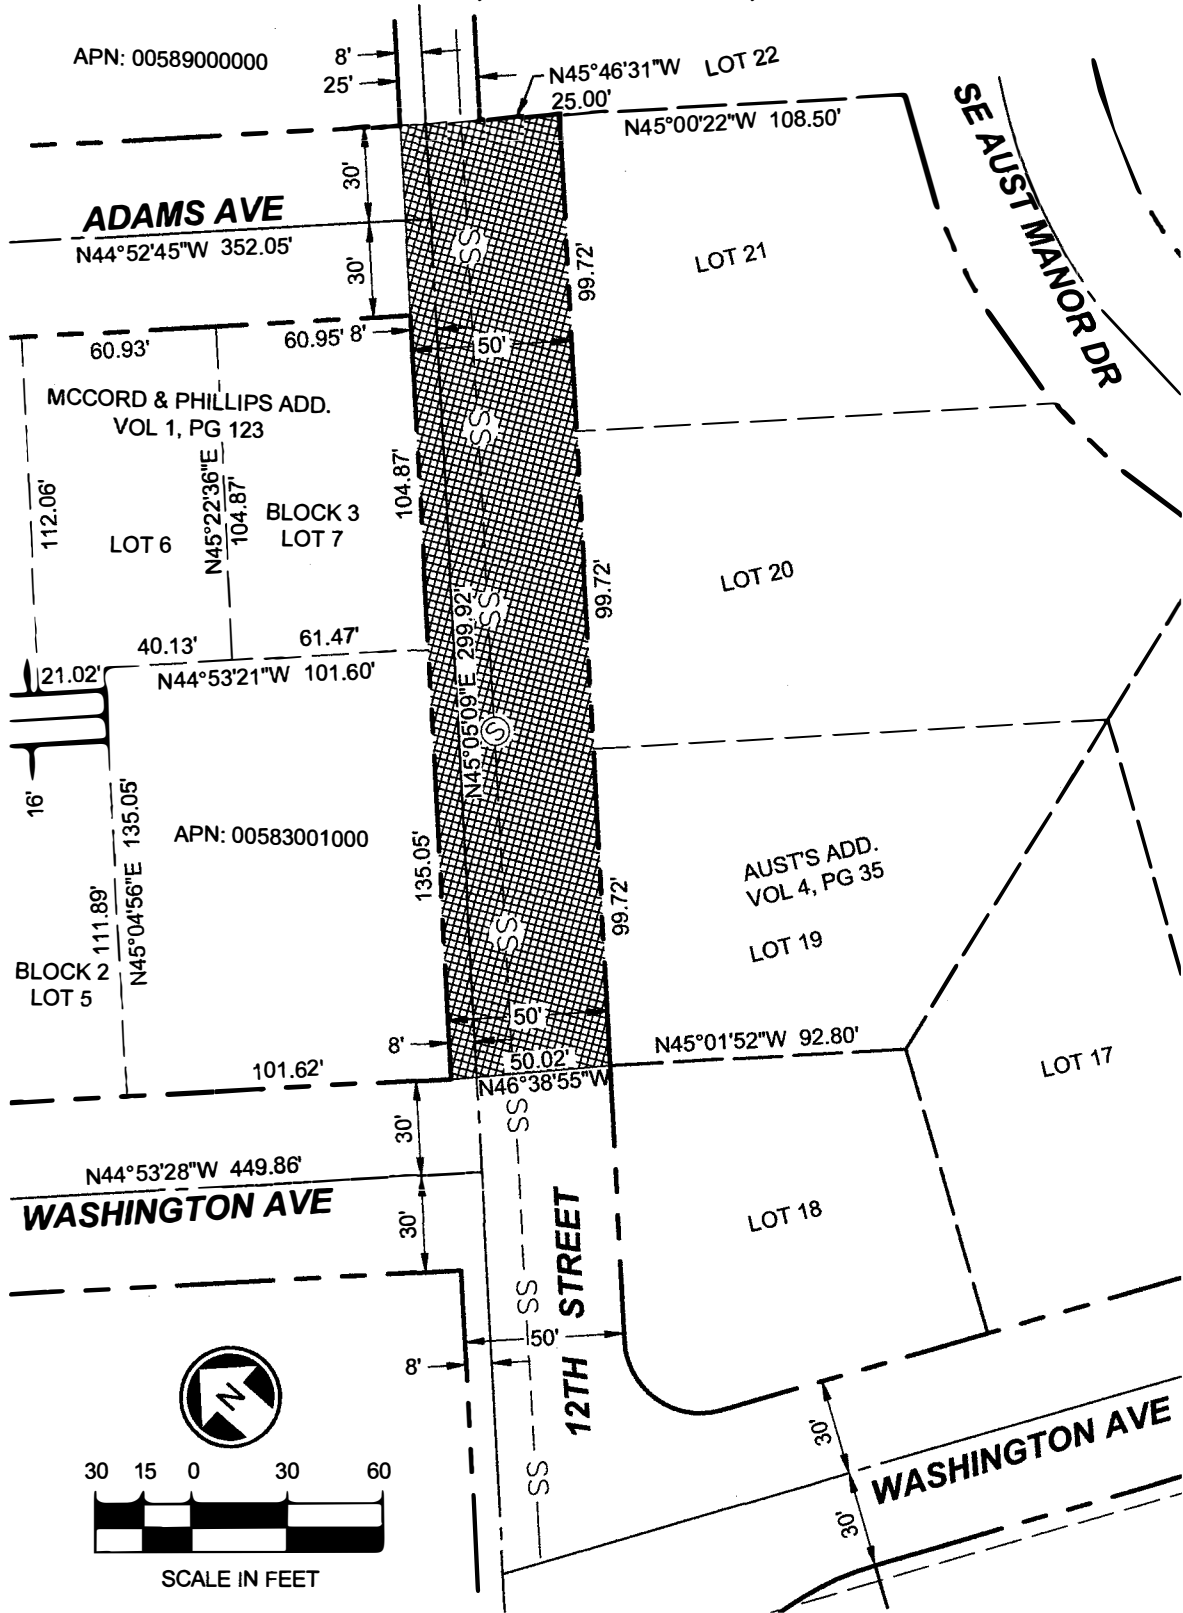 APN: 00589000000
8'
25'
N45°46'31"W
25.00'
LOT 22
N45°00'22"W 108.50'
SE AUST MANOR DR
30'
ADAMS AVE
N44°52'45"W 352.05'
30'
SS
99.72'
LOT 21
60.93'
60.95'
8'
50'
MCCORD & PHILLIPS ADD.
VOL 1, PG 123
SS
112.06'
N45°22'36"E
104.87'
104.87'
BLOCK 3
LOT 7
LOT 6
LOT 20
99.72'
SS
40.13'
61.47'
21.02'
N44°53'21"W 101.60'
N45°05'09"E 299.92'
S
16'
135.05'
N45°04'56"E
111.89'
APN: 00583001000
135.05'
AUST'S ADD.
VOL 4, PG 35
99.72'
SS
LOT 19
BLOCK 2
LOT 5
50'
8'
50.02'
N46°38'55"W
N45°01'52"W 92.80'
LOT 17
101.62'
30'
SS
N44°53'28"W 449.86'
WASHINGTON AVE
30'
LOT 18
12TH STREET
SS
50'
8'
N
30'
WASHINGTON AVE
30'
SS
30 15 0 30 60
SCALE IN FEET